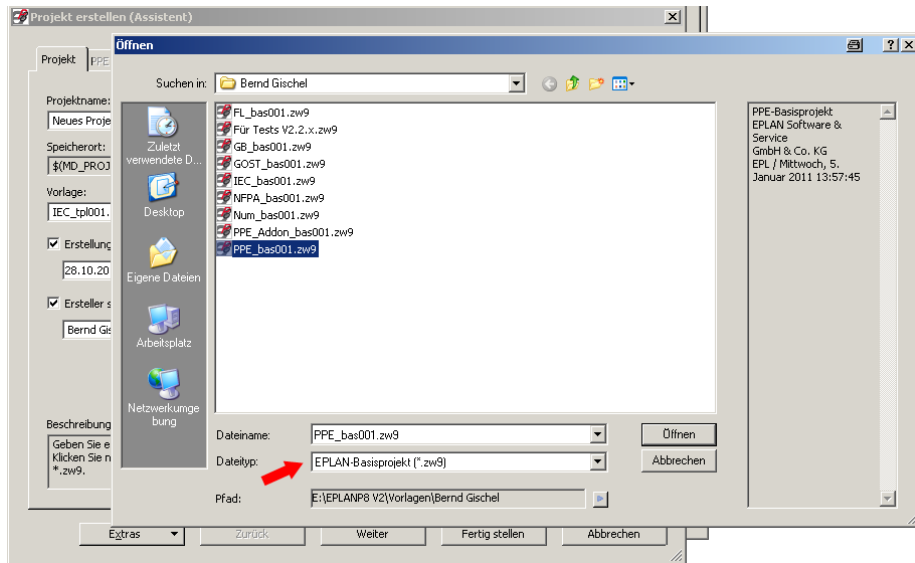 Projekt erstellen (Assistent)
Öffnen
Projekt
PPE
Suchen in:
Bernd Gischel
Projektname:
Neues Proje
Speicherort:
$(MD_PROJ
Vorlage:
IEC_tpl001.
Erstellung
28.10.20
Ersteller s
Bernd Gis
Beschreibung
Geben Sie e
Klicken Sie n
*.zw9.
Zuletzt
verwendete D...
Desktop
Eigene Dateien
Arbeitsplatz
Netzwerkumge
bung
FL_bas001.zw9
Für Tests V2.2.x.zw9
GB_bas001.zw9
GOST_bas001.zw9
IEC_bas001.zw9
NFPA_bas001.zw9
Num_bas001.zw9
PPE_Addon_bas001.zw9
PPE_bas001.zw9
PPE-Basisprojekt
EPLAN Software &
Service
GmbH & Co. KG
EPL / Mittwoch, 5.
Januar 2011 13:57:45
Dateiname:
PPE_bas001.zw9
Öffnen
Dateityp:
EPLAN-Basisprojekt (*.zw9)
Abbrechen
Pfad:
E:\EPLANP8 V2\Vorlagen\Bernd Gischel
Extras
Zurück
Weiter
Fertig stellen
Abbrechen